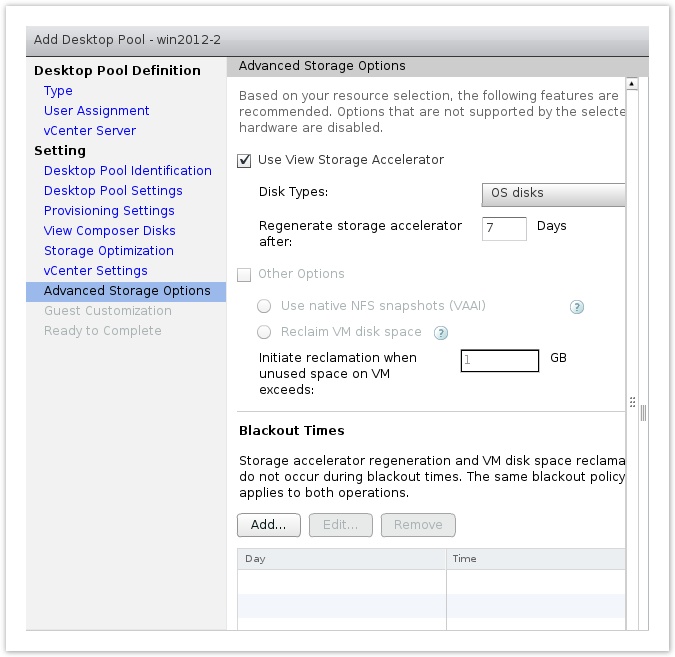 Add Desktop Pool - win2012-2
Desktop Pool Definition
Type
User Assignment
vCenter Server
Setting
Desktop Pool Identification
Desktop Pool Settings
Provisioning Settings
View Composer Disks
Storage Optimization
vCenter Settings
Advanced Storage Options
Guest Customization
Ready to Complete
Advanced Storage Options
Based on your resource selection, the following features are
recommended. Options that are not supported by the selecte
hardware are disabled.
Use View Storage Accelerator
Disk Types: OS disks
Regenerate storage accelerator 7 Days
after:
Other Options
Use native NFS snapshots (VAAI) ?
Reclaim VM disk space ?
Initiate reclamation when 1 GB
unused space on VM
exceeds:
Blackout Times
Storage accelerator regeneration and VM disk space reclama
do not occur during blackout times. The same blackout policy
applies to both operations.
Add... Edit... Remove
Day Time